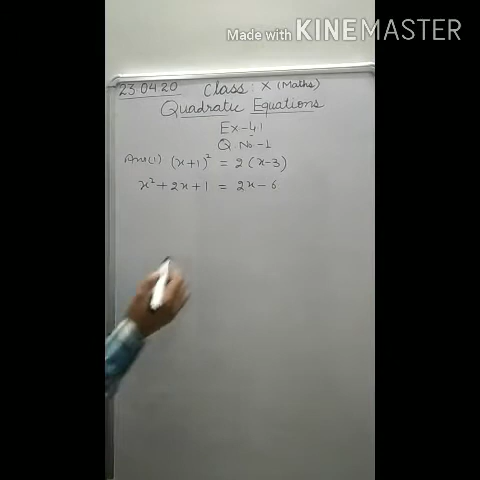 Made with KINEMASTER
23.04.20 Class: X (Maths)
Quadratic Equations
Ex-4.1
Q. No-1
Ans(1) (x+1)² = 2(x-3)
x²+2x+1 = 2x-6